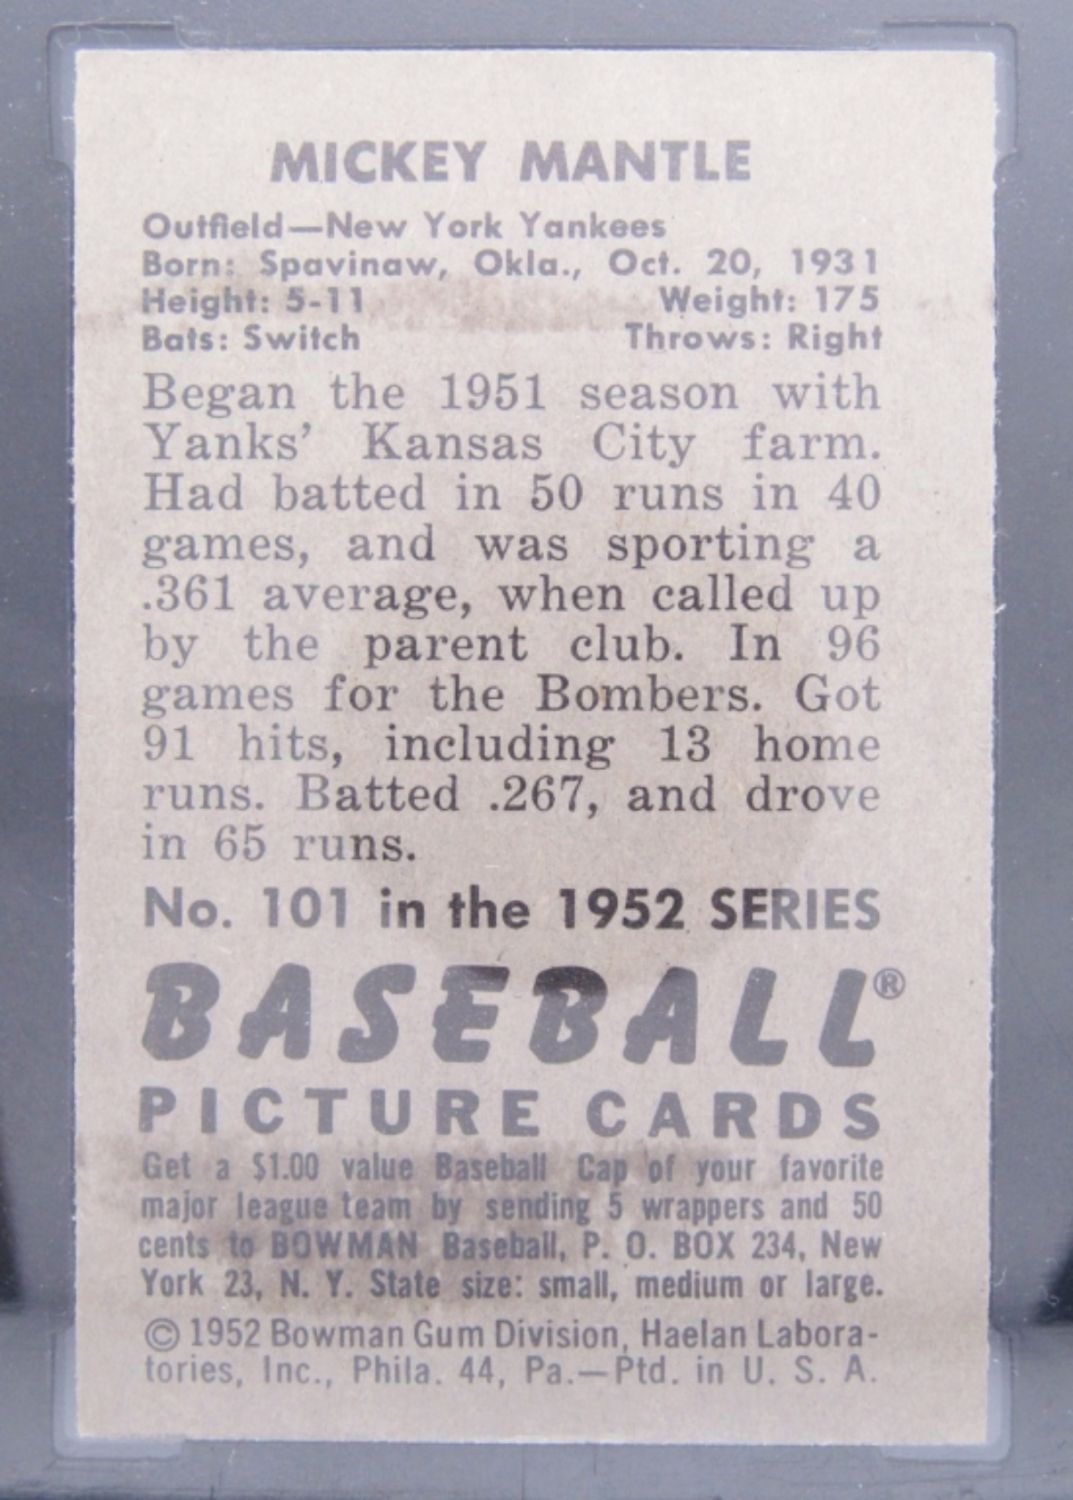 MICKEY MANTLE
Outfield—New York Yankees
Born: Spavinaw, Okla., Oct. 20, 1931
Height: 5-11 Weight: 175
Bats: Switch Throws: Right
Began the 1951 season with
Yanks' Kansas City farm.
Had batted in 50 runs in 40
games, and was sporting a
.361 average, when called up
by the parent club. In 96
games for the Bombers. Got
91 hits, including 13 home
runs. Batted .267, and drove
in 65 runs.
No. 101 in the 1952 SERIES
BASEBALL®
PICTURE CARDS
Get a $1.00 value Baseball Cap of your favorite
major league team by sending 5 wrappers and 50
cents to BOWMAN Baseball, P. O. BOX 234, New
York 23, N. Y. State size: small, medium or large.
© 1952 Bowman Gum Division, Haelan Labora-
tories, Inc., Phila. 44, Pa.—Ptd. in U. S. A.